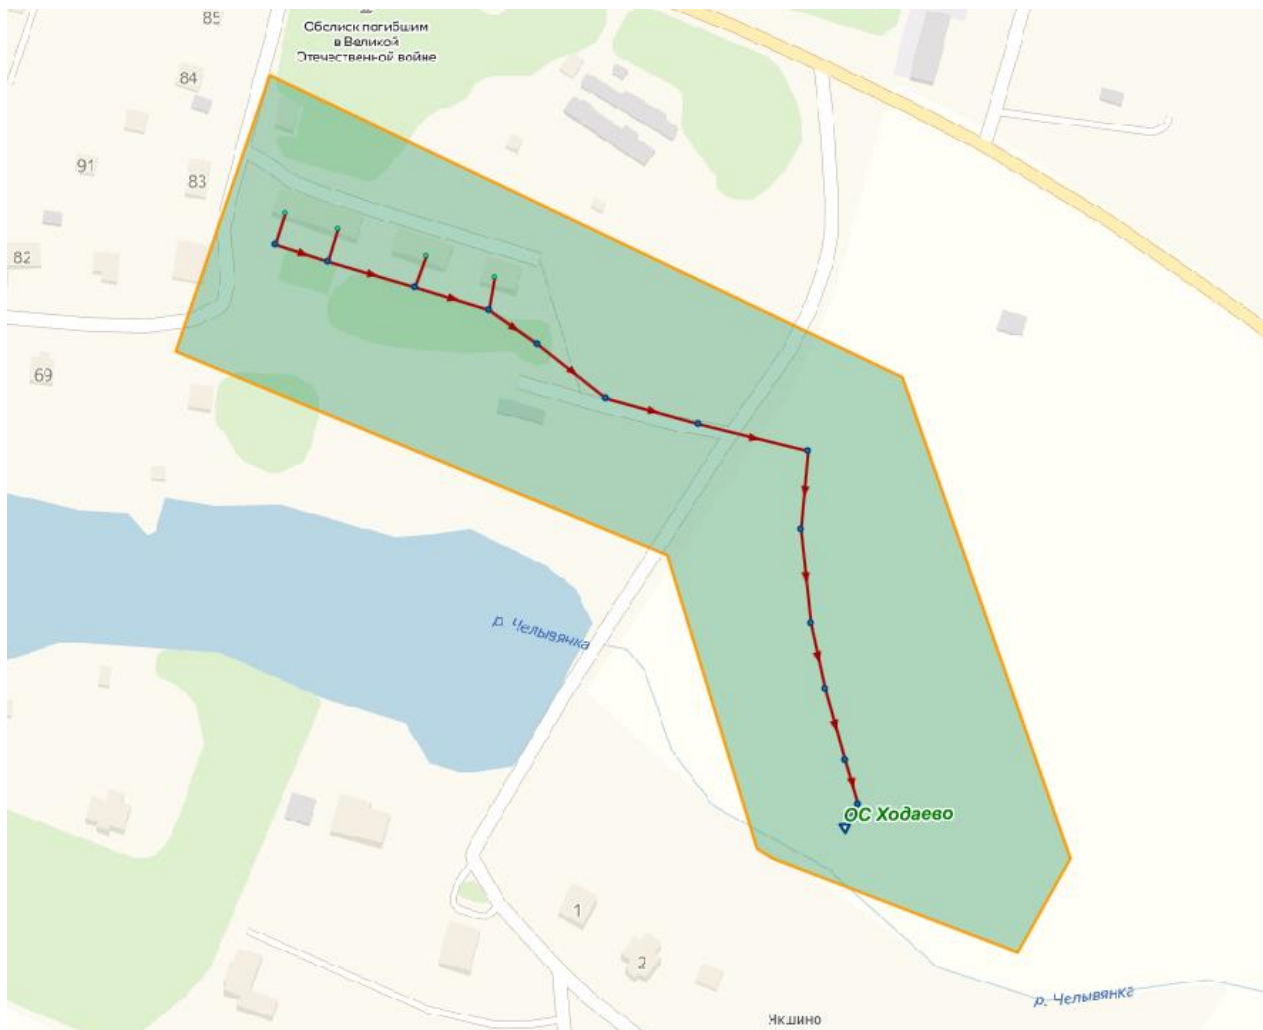 85
Обелиск погибшим
в Великой
Отечественной войне
84
91
83
82
69
р. Челывянка
ОС Ходаево
1
2
р. Челывянка
Якшино